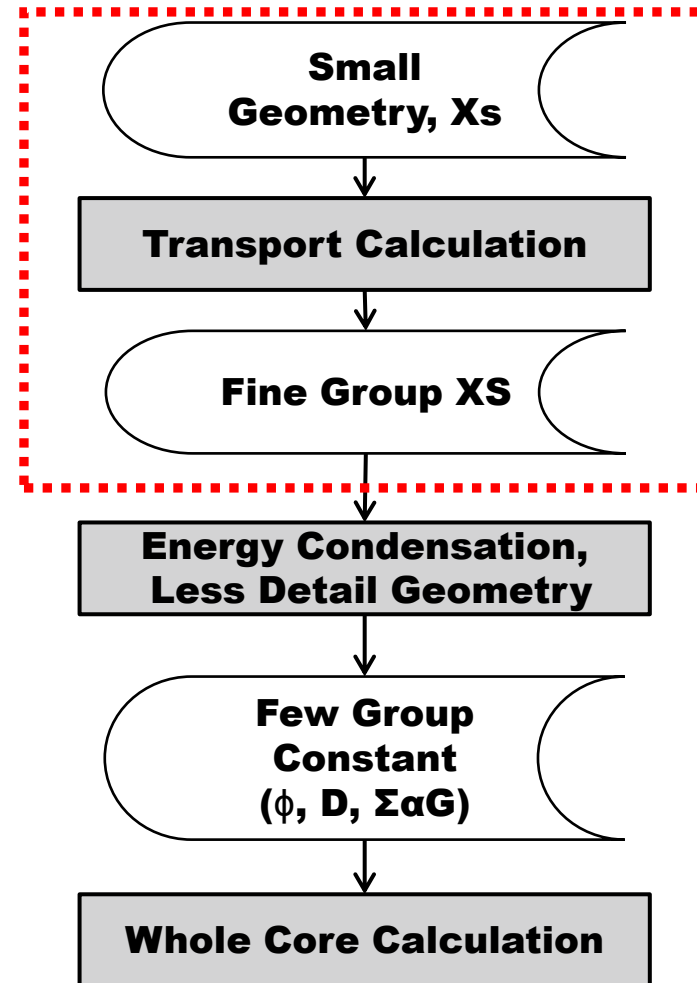 Small
Geometry, Xs
Transport Calculation
Fine Group XS
Energy Condensation,
Less Detail Geometry
Few Group
Constant
(ϕ, D, ΣαG)
Whole Core Calculation